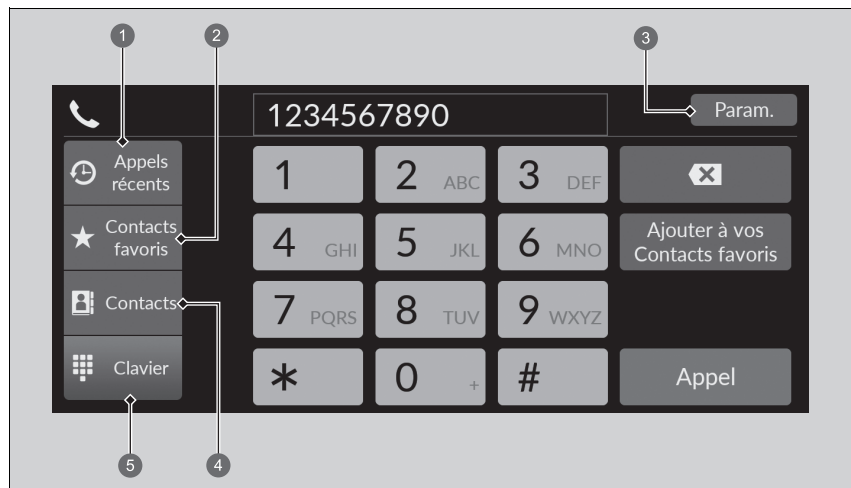 1
2
3
1234567890
Param.
Appels
récents
Contacts
favoris
Contacts
Clavier
1
2 ABC
3 DEF
4 GHI
5 JKL
6 MNO
7 PQRS
8 TUV
9 WXYZ
*
0 +
#
Ajouter à vos
Contacts favoris
Appel
5
4